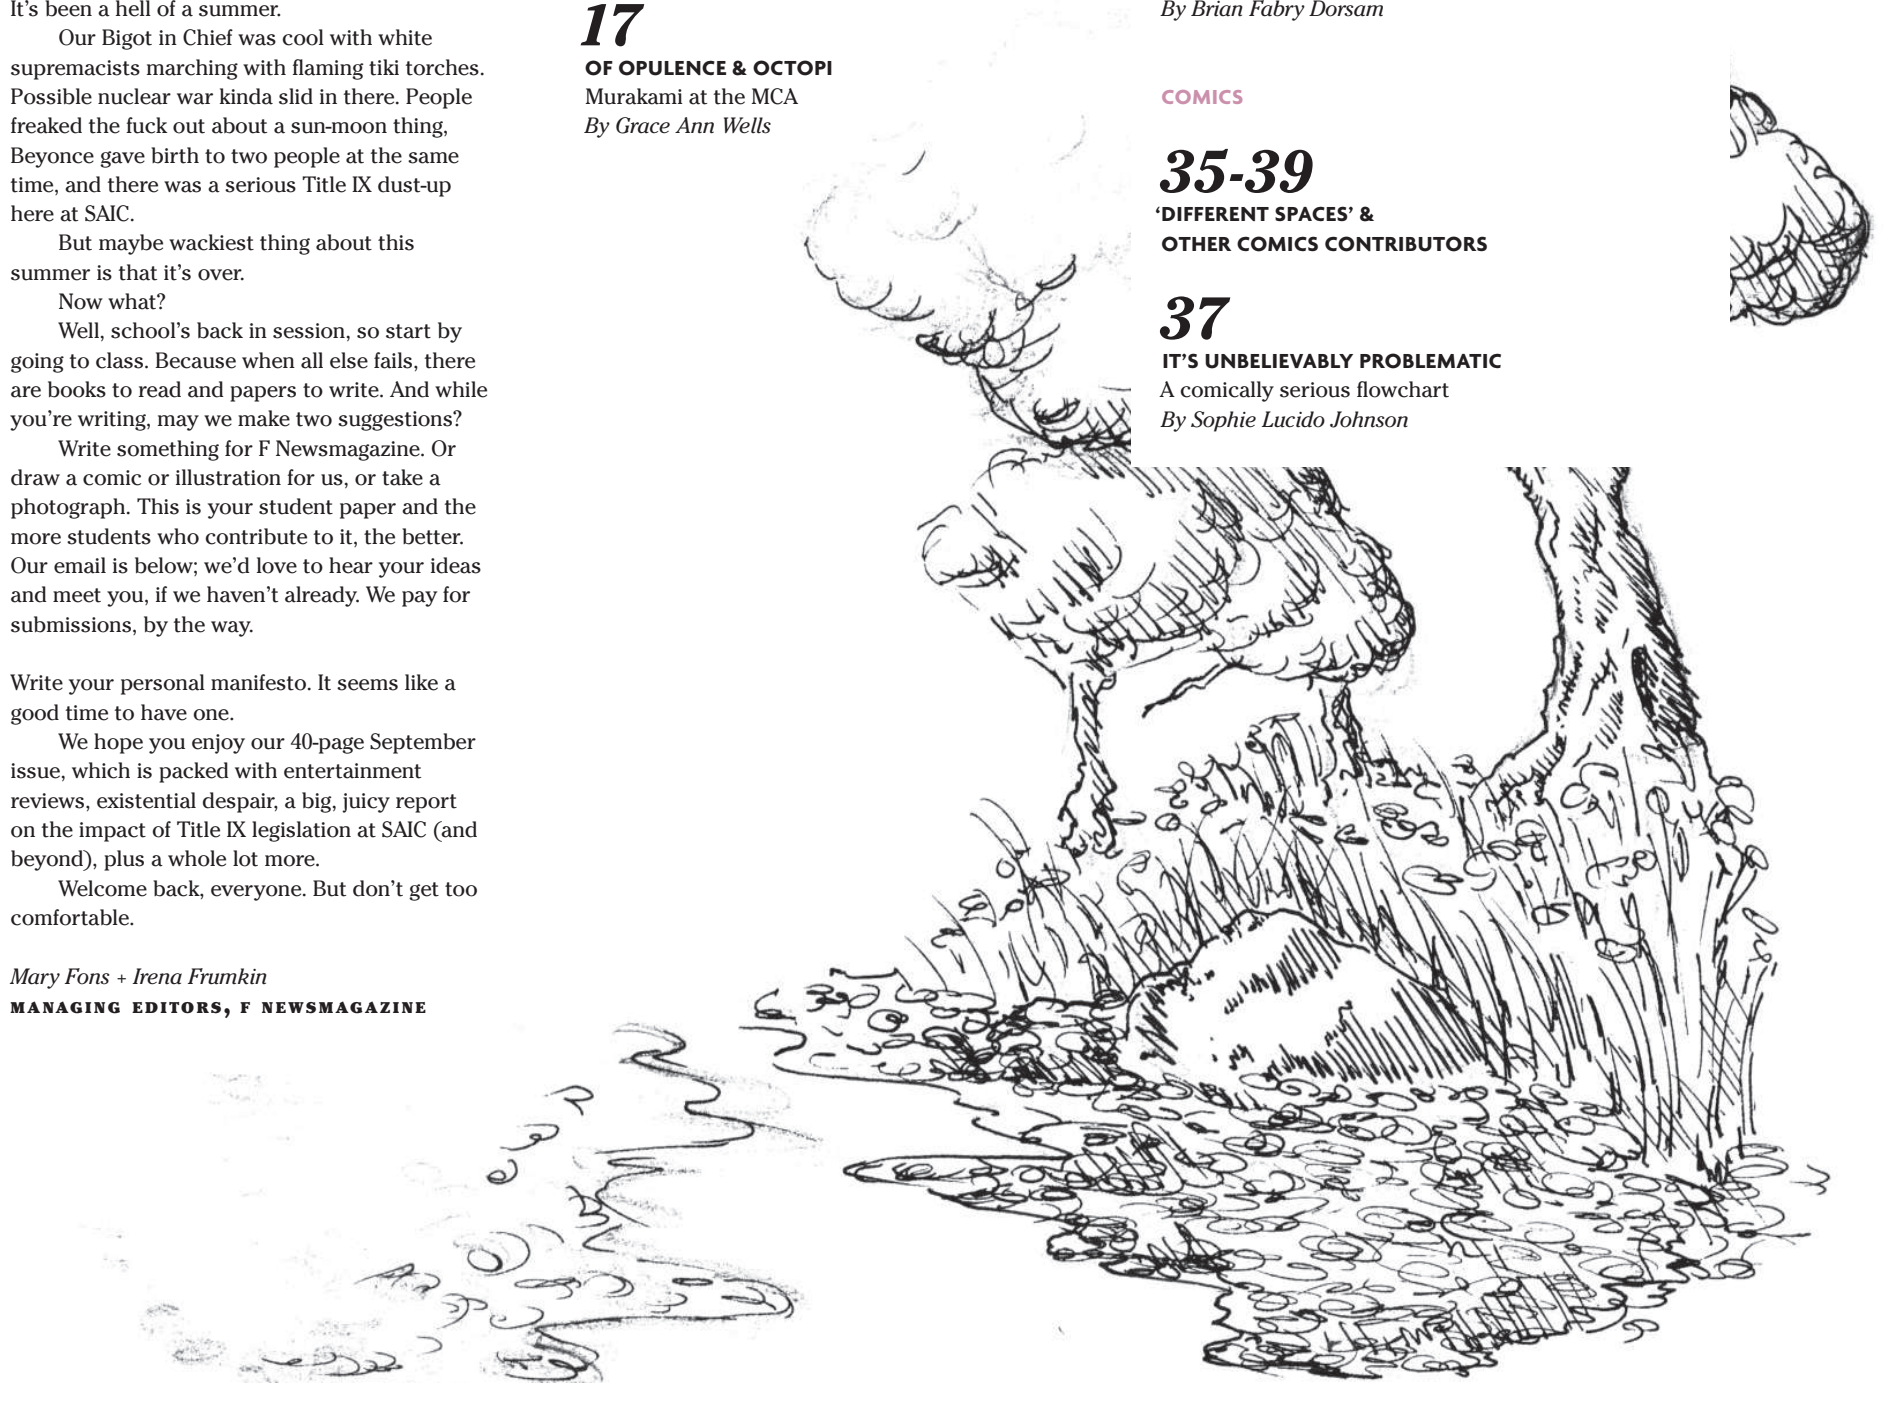 It's been a hell of a summer.
Our Bigot in Chief was cool with white
supremacists marching with flaming tiki torches.
Possible nuclear war kinda slid in there. People
freaked the fuck out about a sun-moon thing,
Beyonce gave birth to two people at the same
time, and there was a serious Title IX dust-up
here at SAIC.
But maybe wackiest thing about this
summer is that it's over.
Now what?
Well, school's back in session, so start by
going to class. Because when all else fails, there
are books to read and papers to write. And while
you're writing, may we make two suggestions?
Write something for F Newsmagazine. Or
draw a comic or illustration for us, or take a
photograph. This is your student paper and the
more students who contribute to it, the better.
Our email is below; we'd love to hear your ideas
and meet you, if we haven't already. We pay for
submissions, by the way.
Write your personal manifesto. It seems like a
good time to have one.
We hope you enjoy our 40-page September
issue, which is packed with entertainment
reviews, existential despair, a big, juicy report
on the impact of Title IX legislation at SAIC (and
beyond), plus a whole lot more.
Welcome back, everyone. But don't get too
comfortable.
Mary Fons + Irena Frumkin
MANAGING EDITORS, F NEWSMAGAZINE
17
OF OPULENCE & OCTOPI
Murakami at the MCA
By Grace Ann Wells
By Brian Fabry Dorsam
COMICS
35-39
'DIFFERENT SPACES' &
OTHER COMICS CONTRIBUTORS
37
IT'S UNBELIEVABLY PROBLEMATIC
A comically serious flowchart
By Sophie Lucido Johnson